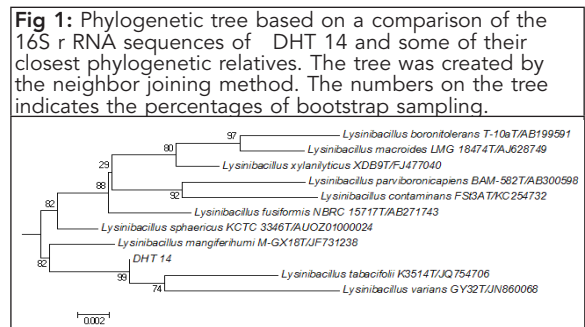 Fig 1: Phylogenetic tree based on a comparison of the
16S r RNA sequences of DHT 14 and some of their
closest phylogenetic relatives. The tree was created by
the neighbor joining method. The numbers on the tree
indicates the percentages of bootstrap sampling.
97 Lysinibacillus boronitolerans T-10aT/AB199591
80
Lysinibacillus macroides LMG 18474T/AJ628749
29
Lysinibacillus xylanilyticus XDB9T/FJ477040
Lysinibacillus parviboronicapiens BAM-582T/AB300598
88
92
Lysinibacillus contaminans FSt3AT/KC254732
82
Lysinibacillus fusiformis NBRC 15717T/AB271743
Lysinibacillus sphaericus KCTC 3346T/AUOZ01000024
Lysinibacillus mangiferihumi M-GX18T/JF731238
82
DHT 14
99
Lysinibacillus tabacifolii K3514T/JQ754706
74
Lysinibacillus varians GY32T/JN860068
0.002